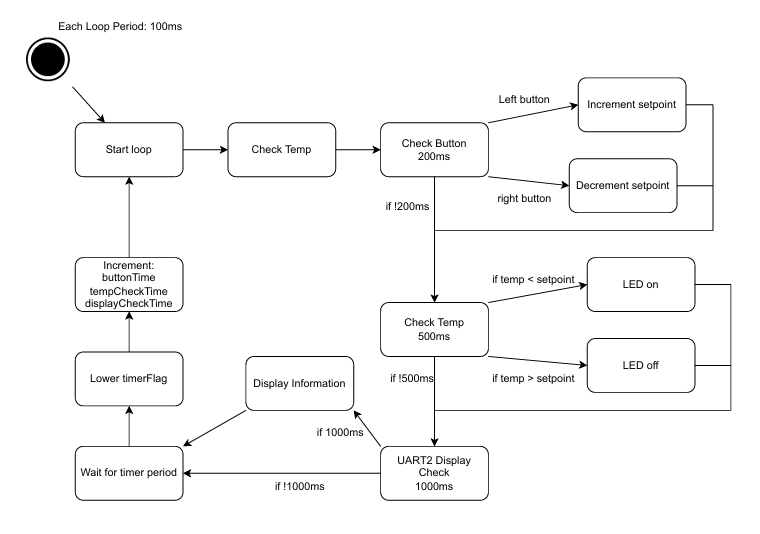 Each Loop Period: 100ms
Start loop
Check Temp
Check Button
200ms
Left button
Increment setpoint
right button
Decrement setpoint
if !200ms
Increment:
buttonTime
tempCheckTime
displayCheckTime
Check Temp
500ms
if temp < setpoint
LED on
if temp > setpoint
LED off
if !500ms
Lower timerFlag
Display Information
if 1000ms
UART2 Display
Check
1000ms
Wait for timer period
if !1000ms